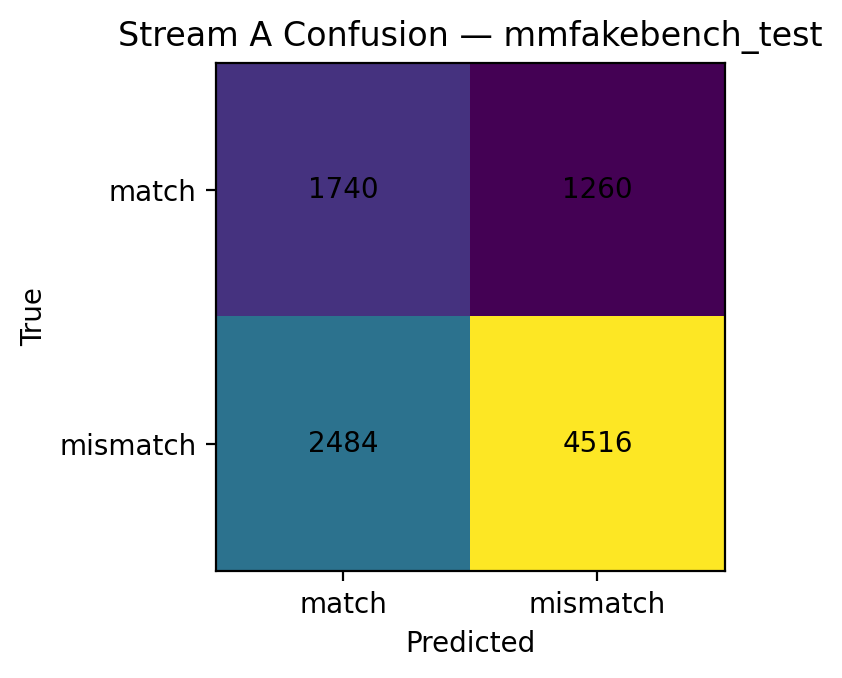 Stream A Confusion — mmfakebench_test
match 1740 1260
True
mismatch 2484 4516
match mismatch
Predicted